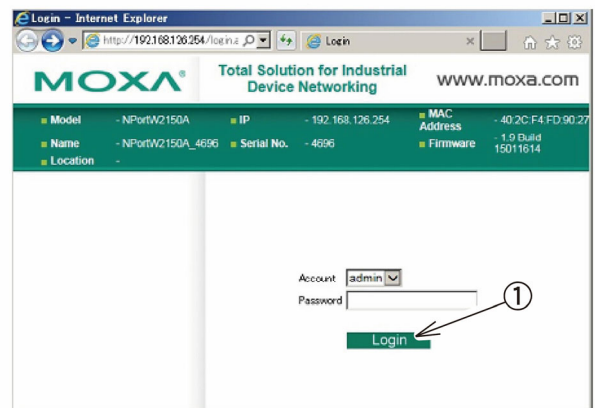 Login - Internet Explorer
http://192.168.126.254/login.a
Login
MOXA®
Total Solution for Industrial
Device Networking
www.moxa.com
Model - NPortW2150A IP - 192.168.126.254 MAC Address - 40:2C:F4:FD:90:27
Name - NPortW2150A_4696 Serial No. - 4696 Firmware - 1.9 Build 15011614
Location -
Account admin
Password
①
Login